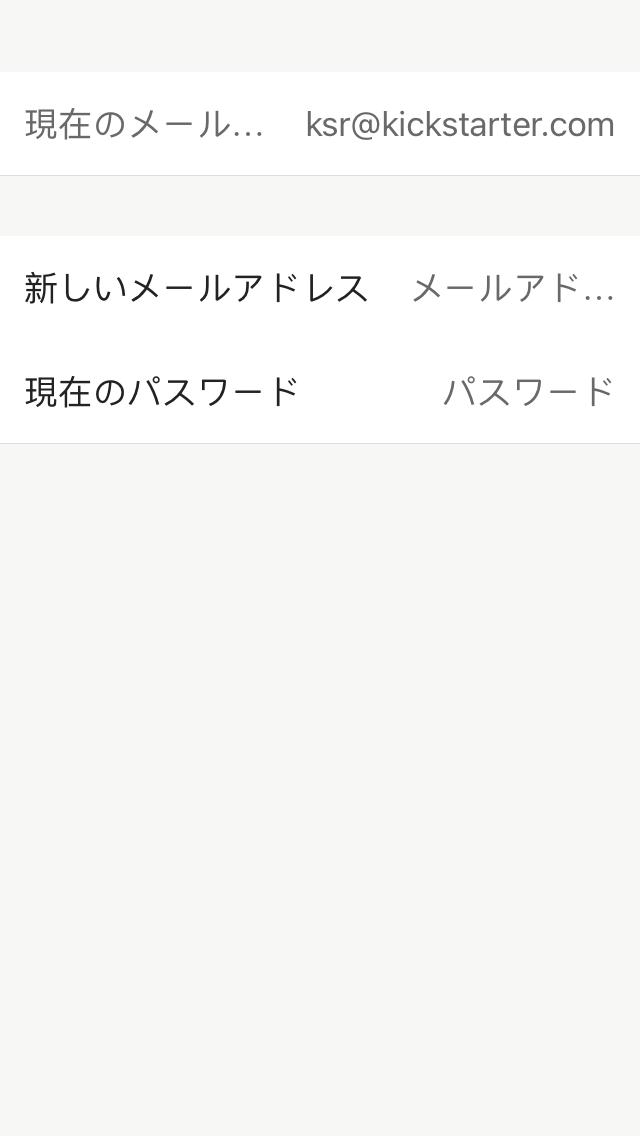 現在のメール… ksr@kickstarter.com
新しいメールアドレス メールアド…
現在のパスワード パスワード